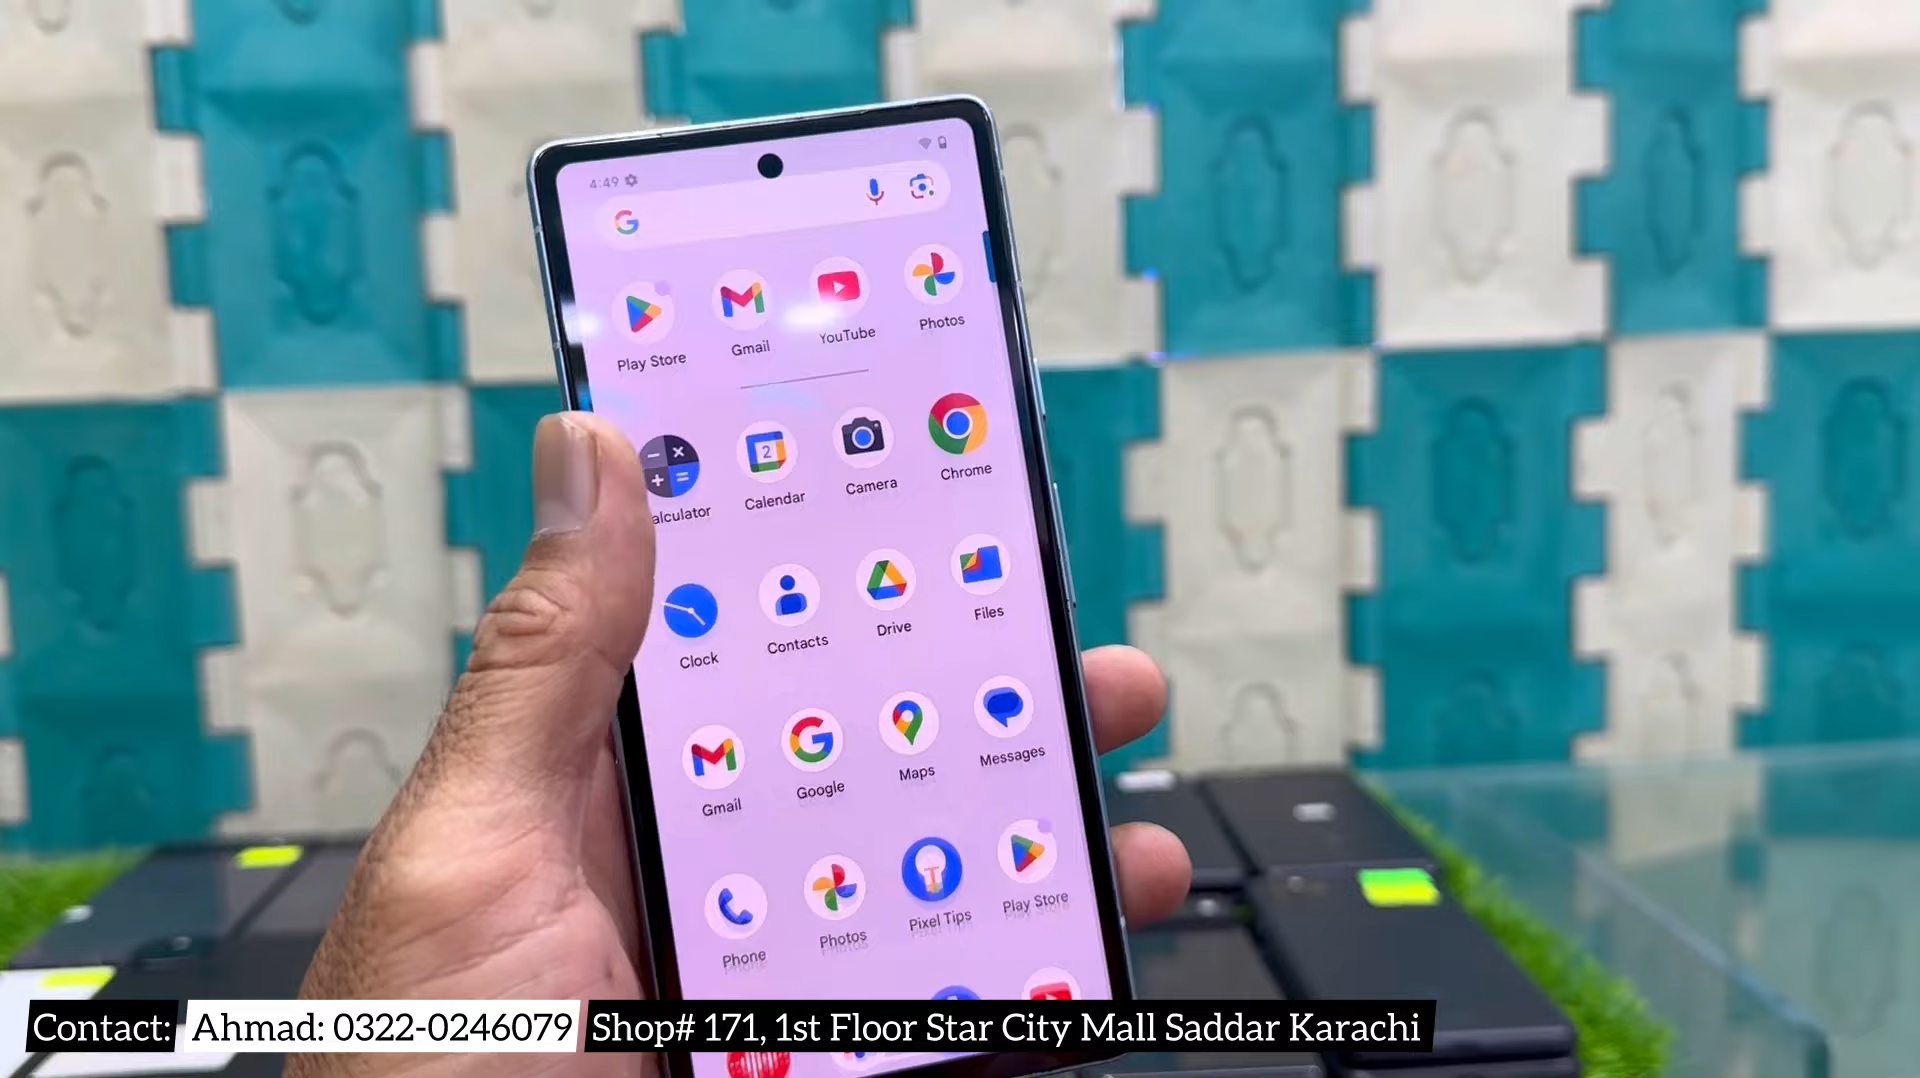 4:49
Play Store
Gmail
YouTube
Photos
alculator
2
Calendar
Camera
Chrome
Clock
Contacts
Drive
Files
Gmail
Google
Maps
Messages
Phone
Photos
Pixel Tips
Play Store
Contact: Ahmad: 0322-0246079 Shop# 171, 1st Floor Star City Mall Saddar Karachi